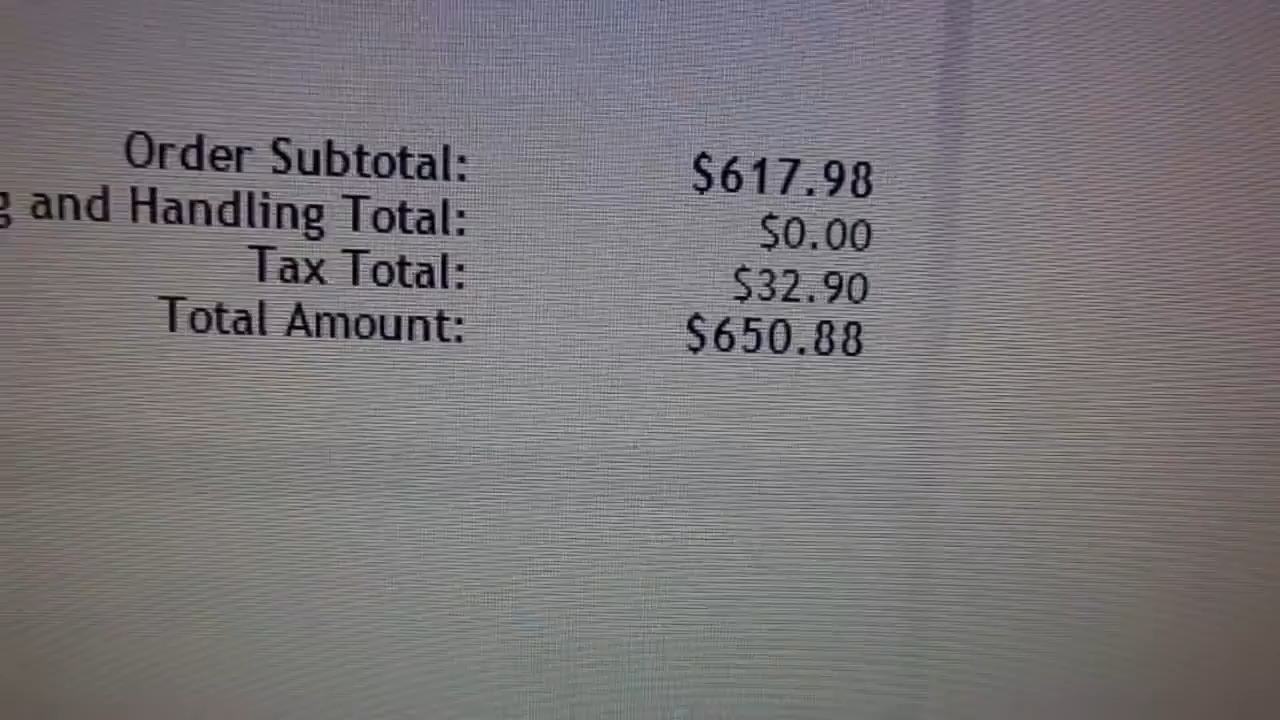 Order Subtotal: $617.98
and Handling Total: $0.00
Tax Total: $32.90
Total Amount: $650.88